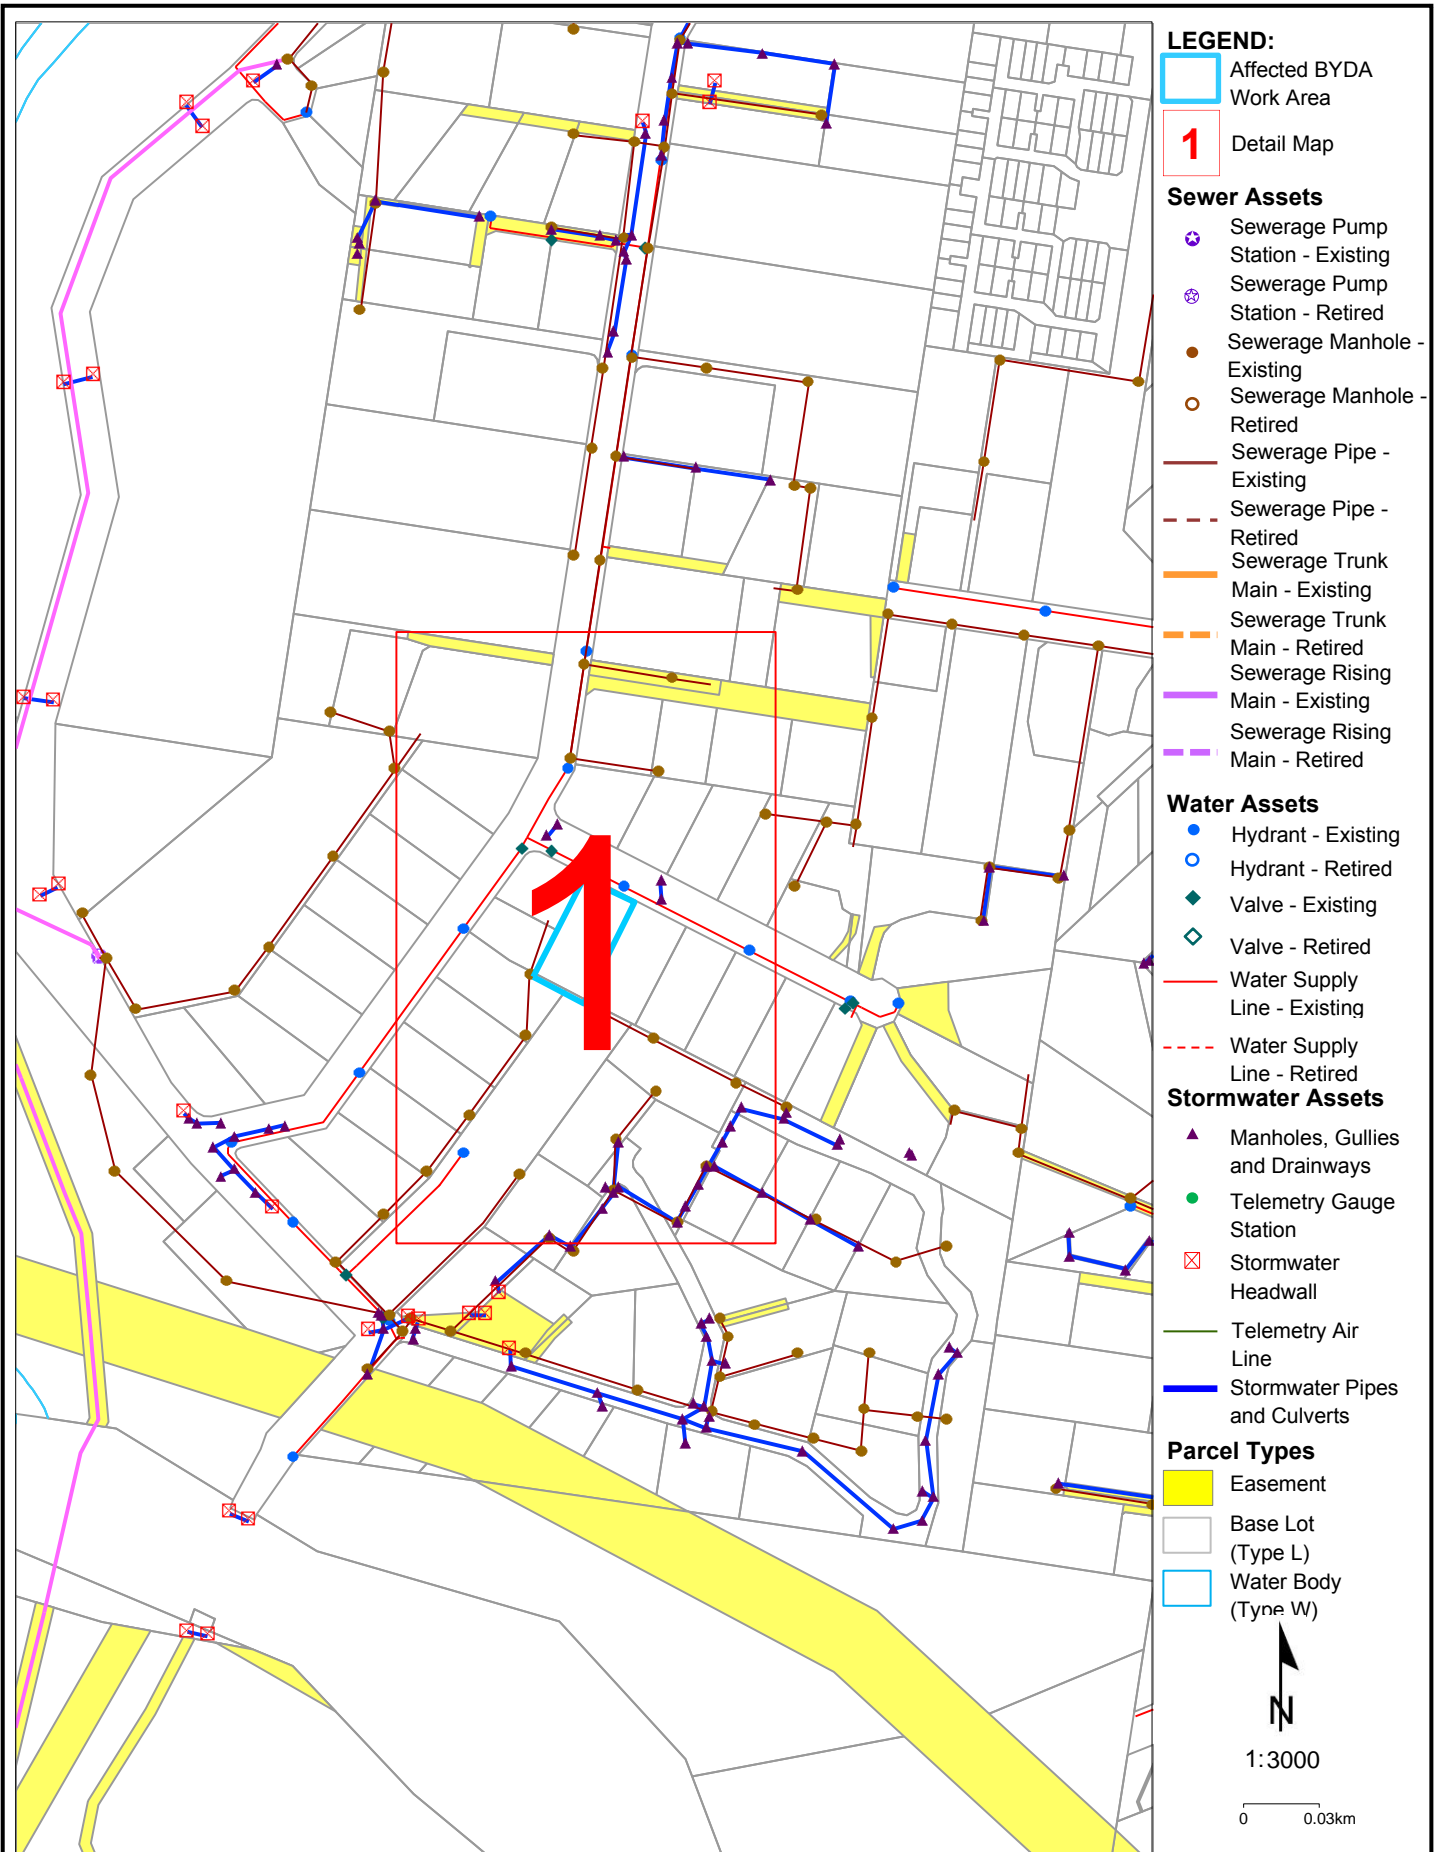 LEGEND:
Affected BYDA
Work Area
1
Detail Map
Sewer Assets
Sewerage Pump
Station - Existing
Sewerage Pump
Station - Retired
Sewerage Manhole -
Existing
Sewerage Manhole -
Retired
Sewerage Pipe -
Existing
Sewerage Pipe -
Retired
Sewerage Trunk
Main - Existing
Sewerage Trunk
Main - Retired
Sewerage Rising
Main - Existing
Sewerage Rising
Main - Retired
Water Assets
Hydrant - Existing
Hydrant - Retired
Valve - Existing
Valve - Retired
Water Supply
Line - Existing
Water Supply
Line - Retired
Stormwater Assets
Manholes, Gullies
and Drainways
Telemetry Gauge
Station
Stormwater
Headwall
Telemetry Air
Line
Stormwater Pipes
and Culverts
Parcel Types
Easement
Base Lot
(Type L)
Water Body
(Type W)
N
1:3000
0 0.03km
1